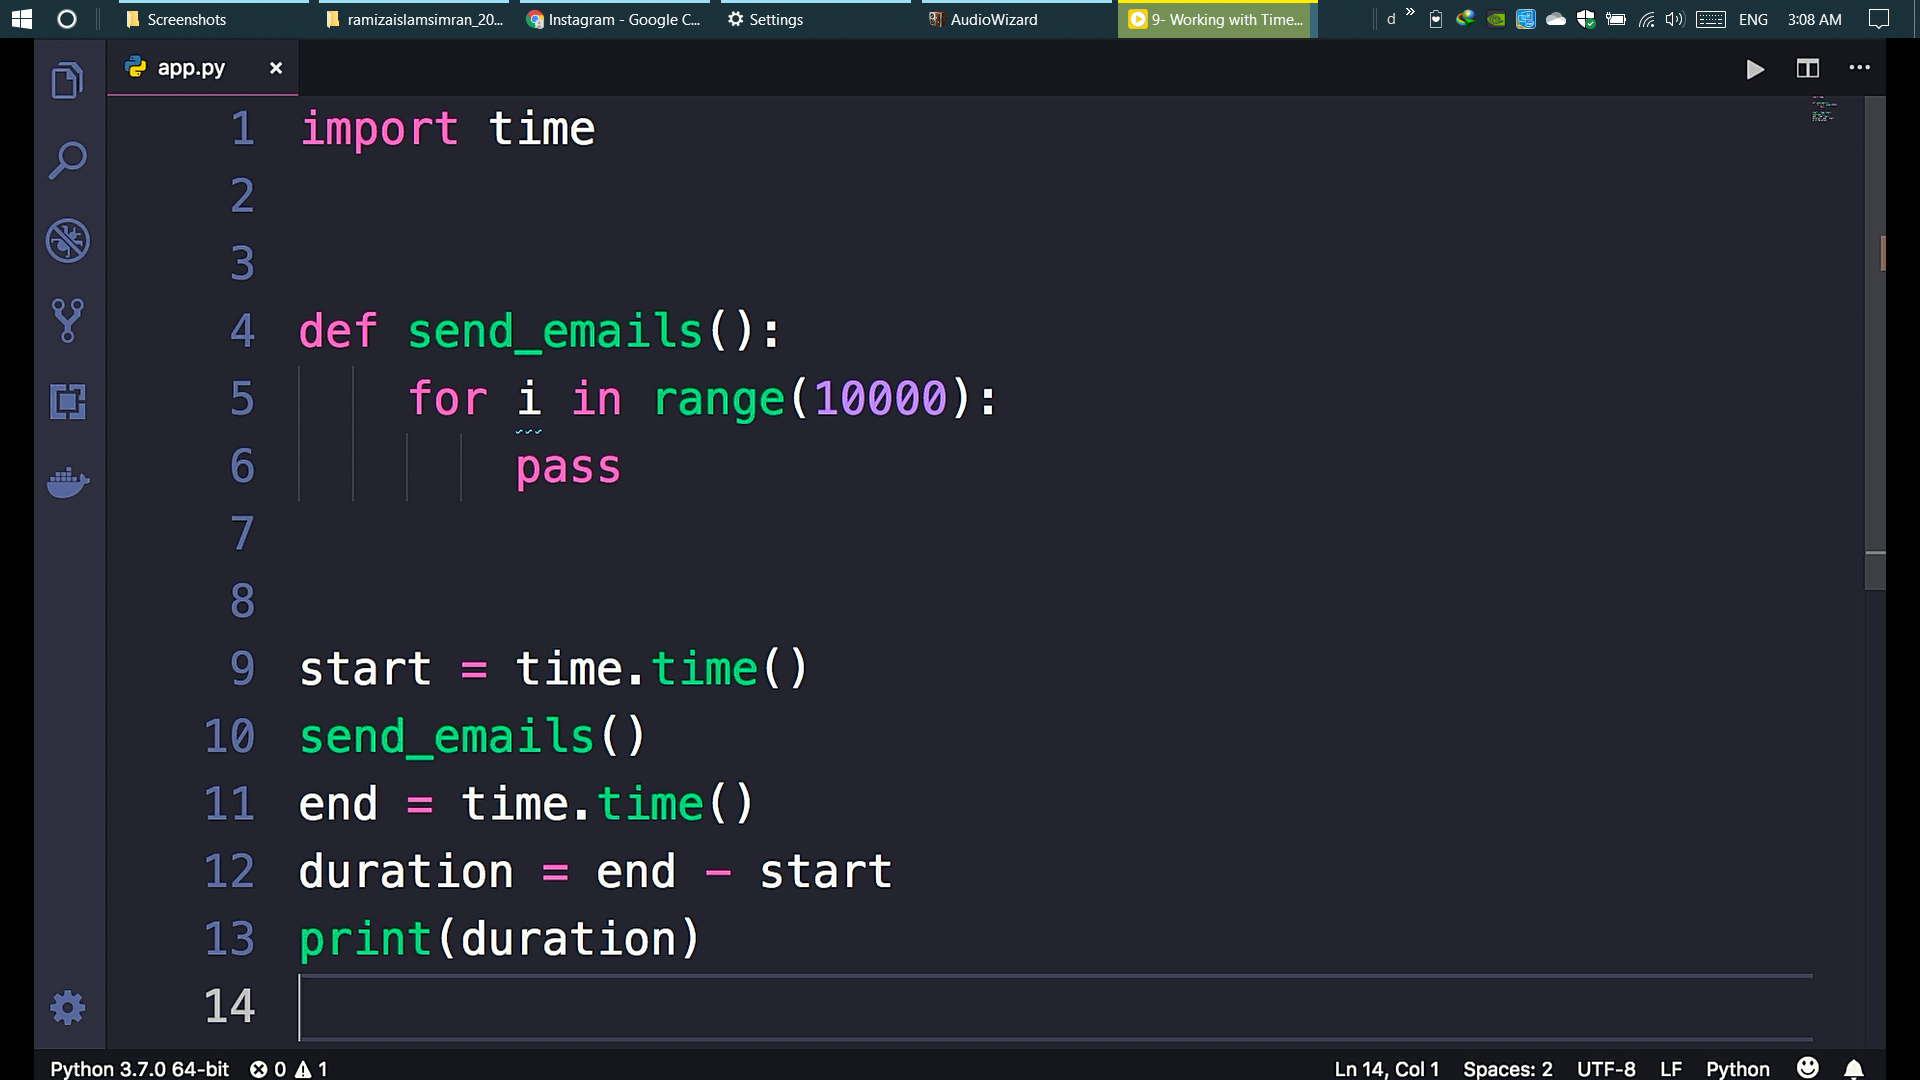 Screenshots ramizaislamsimran_20... Instagram - Google C... Settings AudioWizard 9- Working with Time... d » ENG 3:08 AM
app.py ×
1 import time
2
3
4 def send_emails():
5     for i in range(10000):
6         pass
7
8
9 start = time.time()
10 send_emails()
11 end = time.time()
12 duration = end - start
13 print(duration)
14
Python 3.7.0 64-bit 0 1 Ln 14, Col 1 Spaces: 2 UTF-8 LF Python